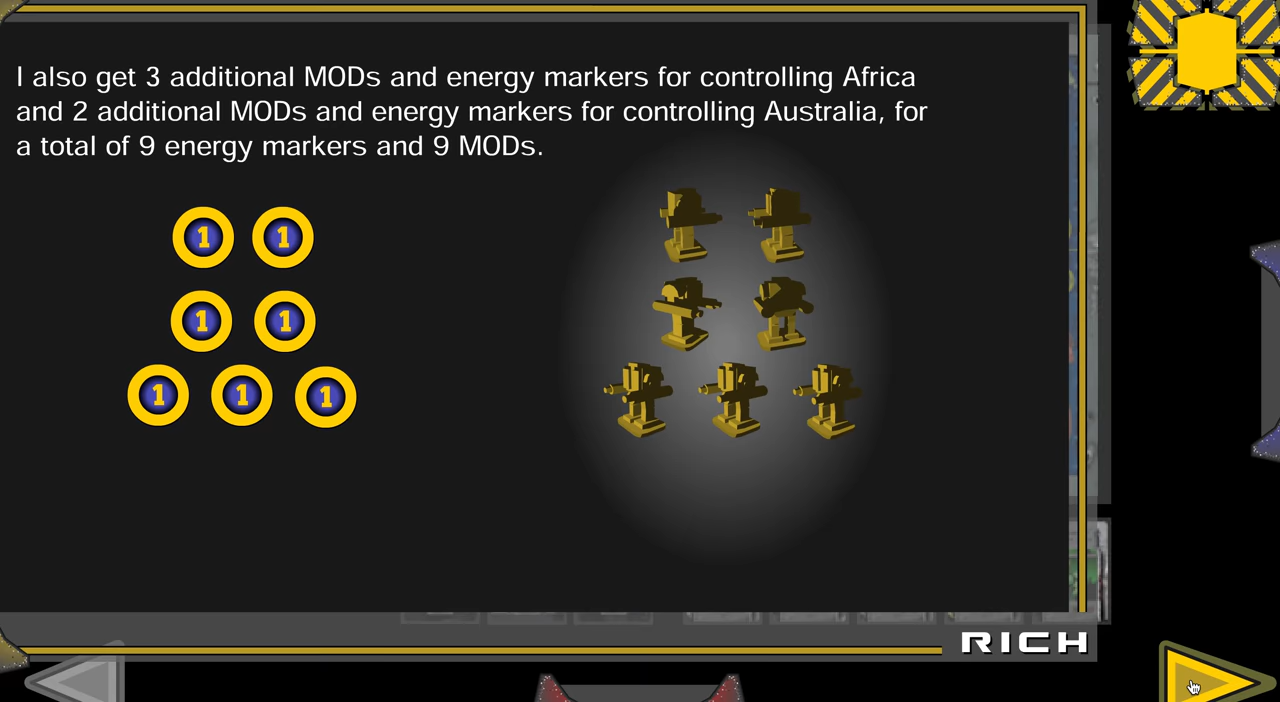 I also get 3 additional MODs and energy markers for controlling Africa
and 2 additional MODs and energy markers for controlling Australia, for
a total of 9 energy markers and 9 MODs.
1 1
1 1
1 1 1
RICH